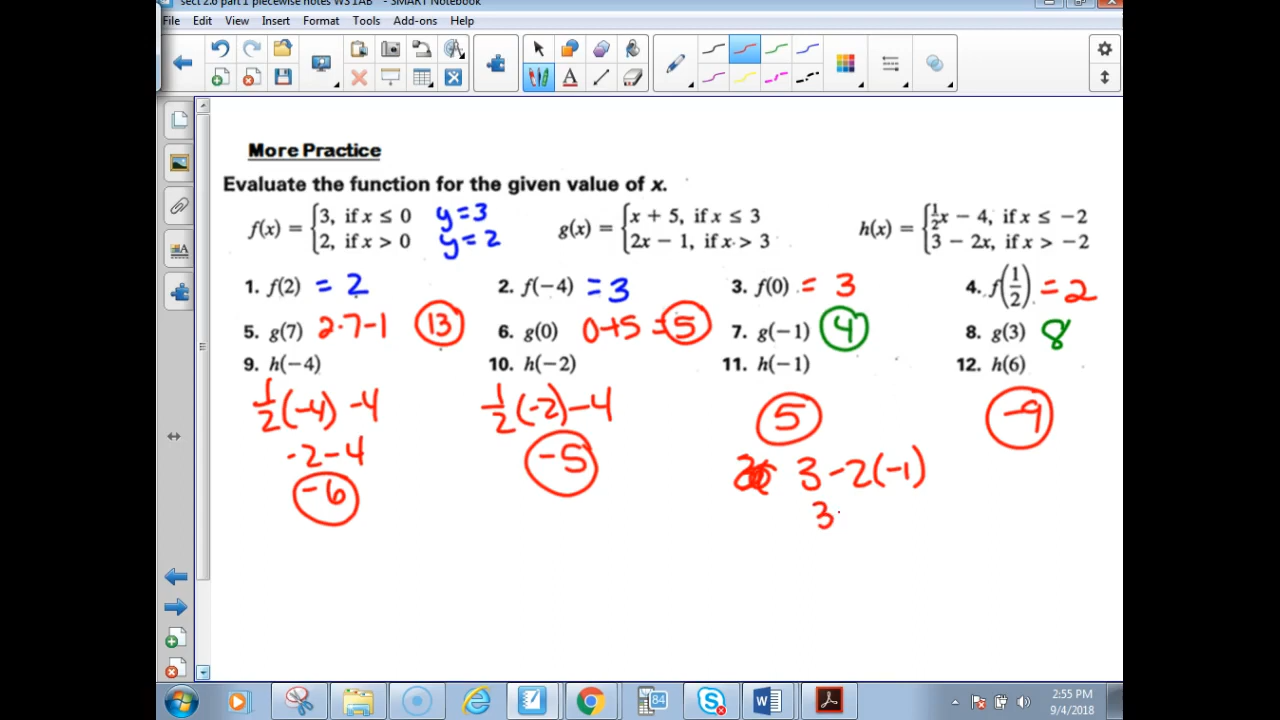 sect 2.6 part 1 piecewise notes WS 1AB - SMART Notebook
File Edit View Insert Format Tools Add-ons Help
More Practice
Evaluate the function for the given value of x.
f(x) = { 3, if x ≤ 0 y = 3
2, if x > 0 y = 2
g(x) = { x + 5, if x ≤ 3
2x − 1, if x > 3
h(x) = { 1/2 x − 4, if x ≤ −2
3 − 2x, if x > −2
1. f(2) = 2 2. f(−4) = 3 3. f(0) = 3 4. f(1/2) = 2
5. g(7) 2·7−1 13 6. g(0) 0+5 = 5 7. g(−1) 4 8. g(3) 8
9. h(−4) 10. h(−2) 11. h(−1) 12. h(6)
1/2(-4) -4 1/2(-2)-4 5 -9
-2-4 -5 3-2(-1)
-6 3
84
2:55 PM
9/4/2018